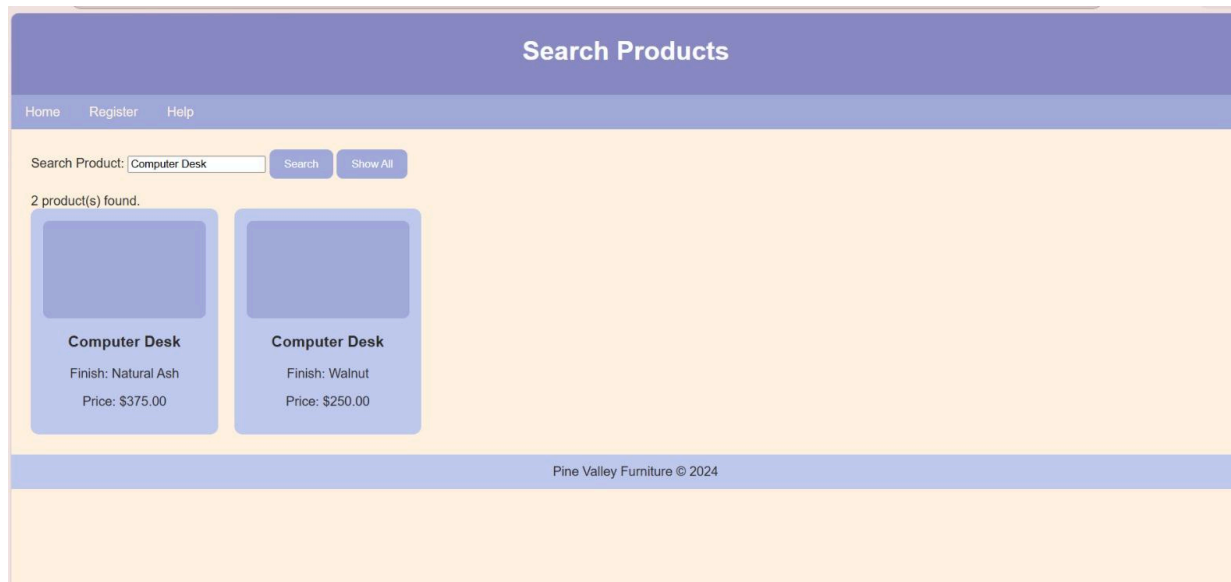 Search Products
Home Register Help
Search Product: Computer Desk Search Show All
2 product(s) found.
Computer Desk Computer Desk
Finish: Natural Ash Finish: Walnut
Price: $375.00 Price: $250.00
Pine Valley Furniture © 2024